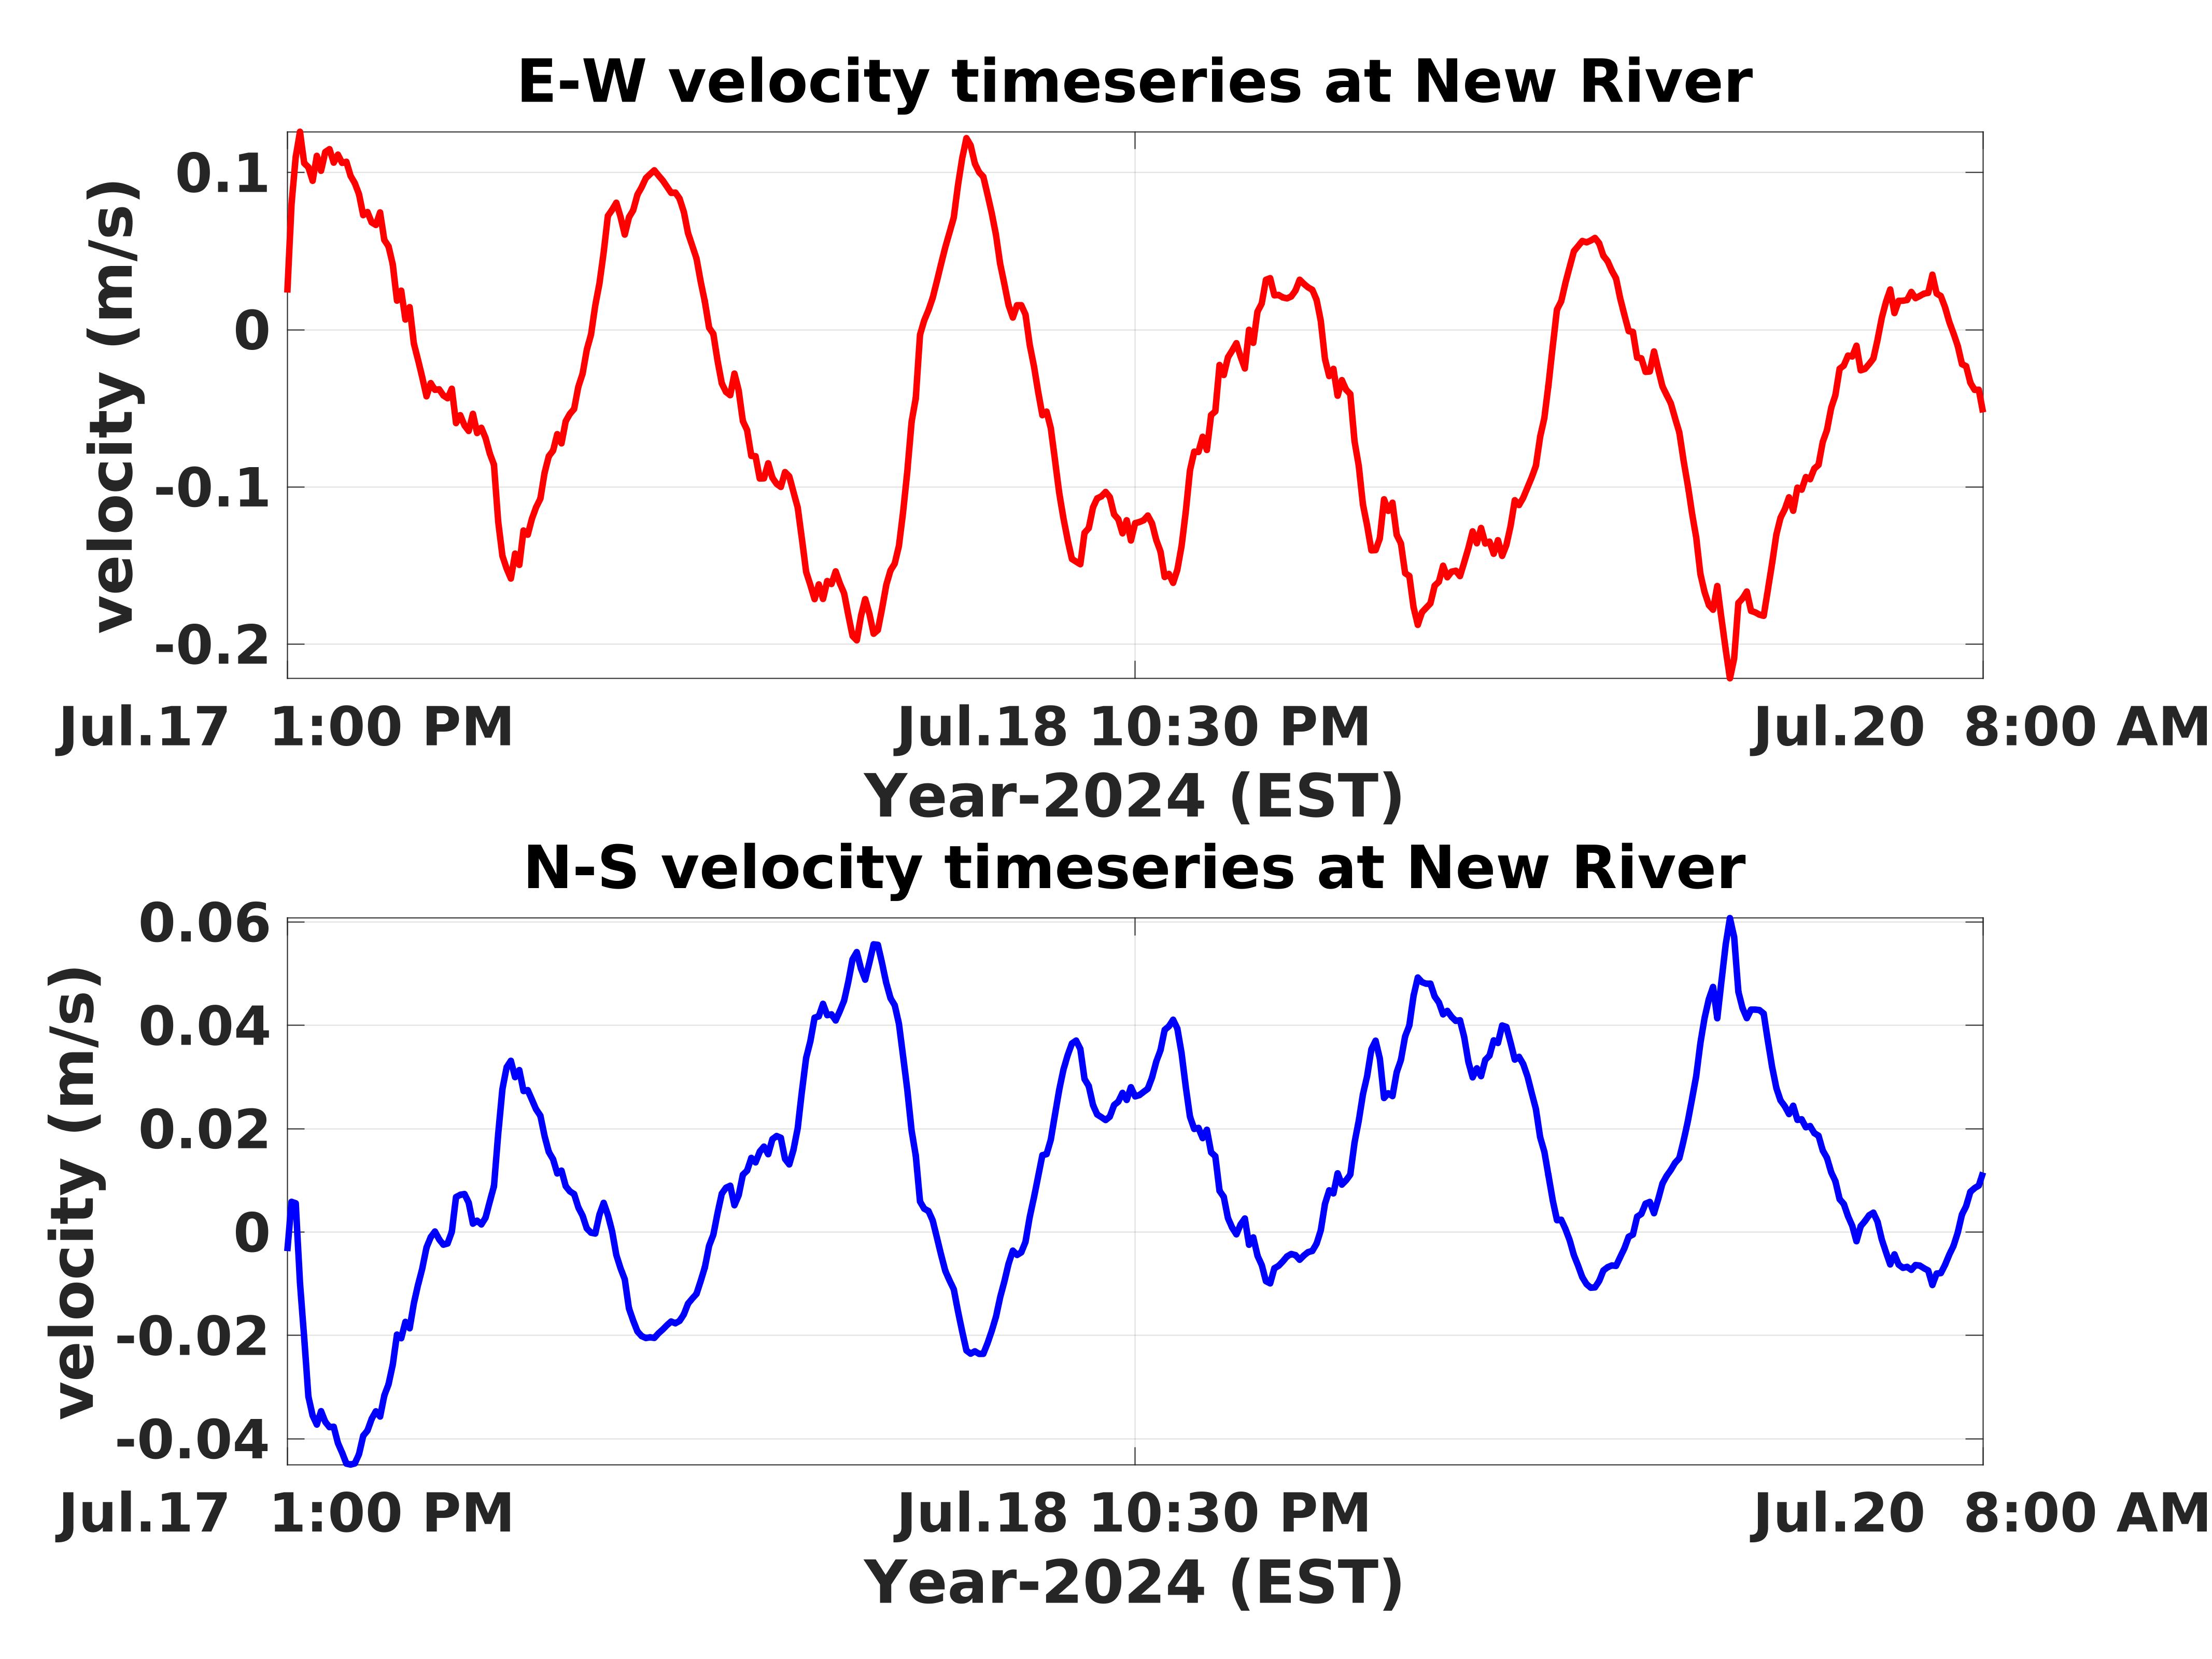 E-W velocity timeseries at New River
velocity (m/s)
0.1
0
-0.1
-0.2
Jul.17  1:00 PM
Jul.18 10:30 PM
Jul.20  8:00 AM
Year-2024 (EST)
N-S velocity timeseries at New River
velocity (m/s)
0.06
0.04
0.02
0
-0.02
-0.04
Jul.17  1:00 PM
Jul.18 10:30 PM
Jul.20  8:00 AM
Year-2024 (EST)